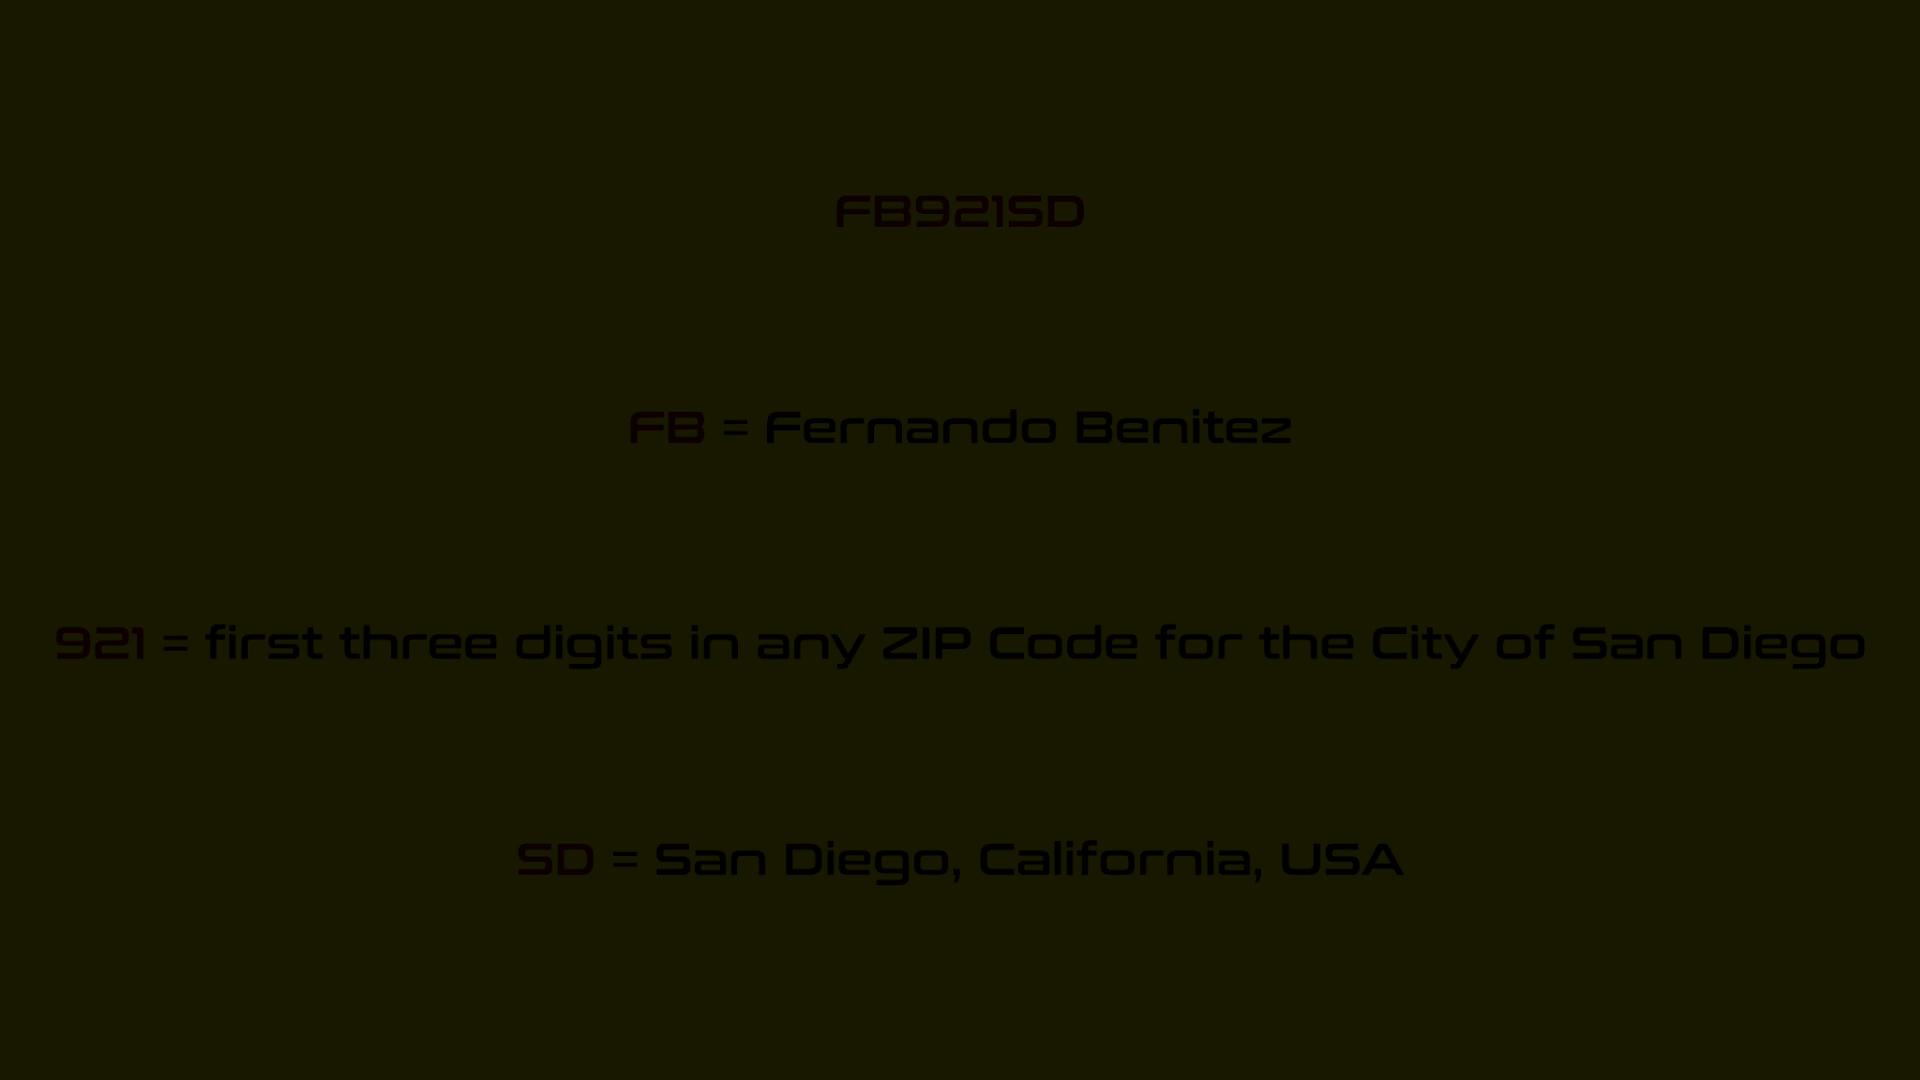 FB921SD
FB = Fernando Benitez
921 = first three digits in any ZIP Code for the City of San Diego
SD = San Diego, California, USA